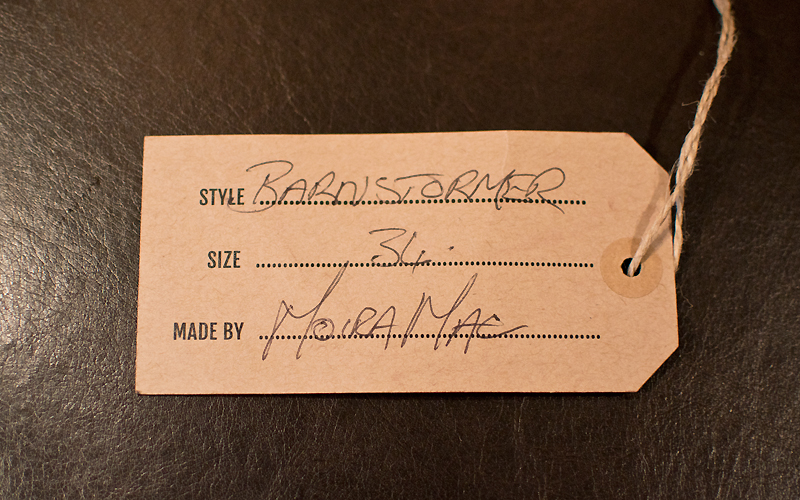 STYLE BARNSTORMER
SIZE 34.
MADE BY MOIRA MAC